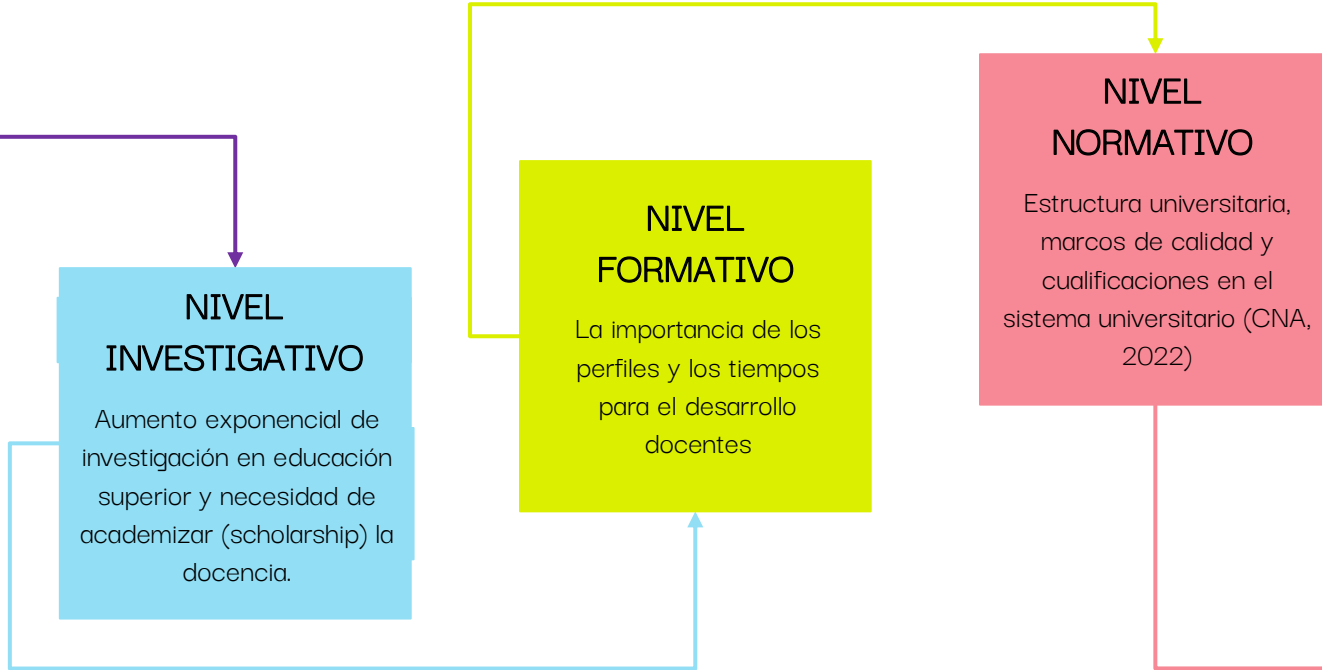 NIVEL
INVESTIGATIVO
Aumento exponencial de
investigación en educación
superior y necesidad de
academizar (scholarship) la
docencia.
NIVEL
FORMATIVO
La importancia de los
perfiles y los tiempos
para el desarrollo
docentes
NIVEL
NORMATIVO
Estructura universitaria,
marcos de calidad y
cualificaciones en el
sistema universitario (CNA,
2022)